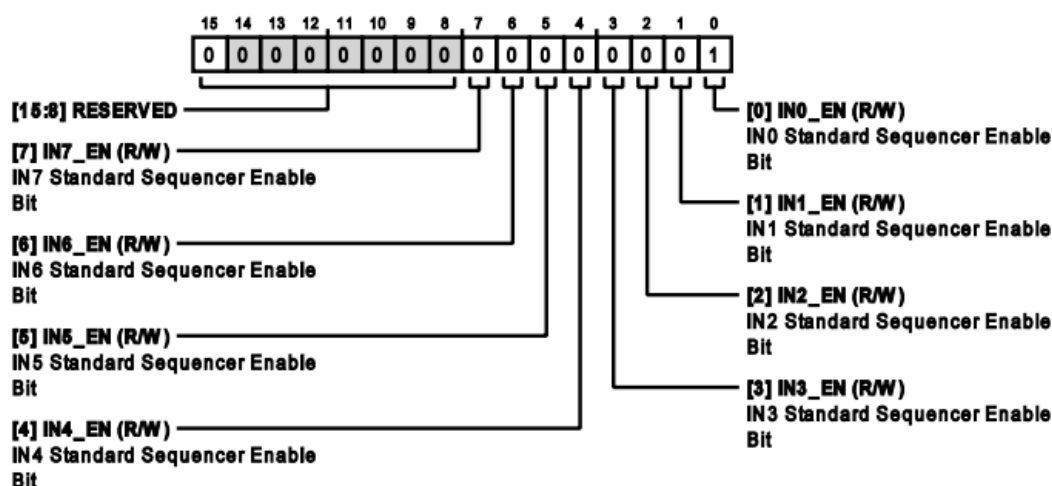 15 14 13 12 11 10 9 8 7 6 5 4 3 2 1 0
0 0 0 0 0 0 0 0 0 0 0 0 0 0 0 1
[15:8] RESERVED
[7] IN7_EN (R/W)
IN7 Standard Sequencer Enable
Bit
[6] IN6_EN (R/W)
IN6 Standard Sequencer Enable
Bit
[5] IN5_EN (R/W)
IN5 Standard Sequencer Enable
Bit
[4] IN4_EN (R/W)
IN4 Standard Sequencer Enable
Bit
[0] IN0_EN (R/W)
IN0 Standard Sequencer Enable
Bit
[1] IN1_EN (R/W)
IN1 Standard Sequencer Enable
Bit
[2] IN2_EN (R/W)
IN2 Standard Sequencer Enable
Bit
[3] IN3_EN (R/W)
IN3 Standard Sequencer Enable
Bit